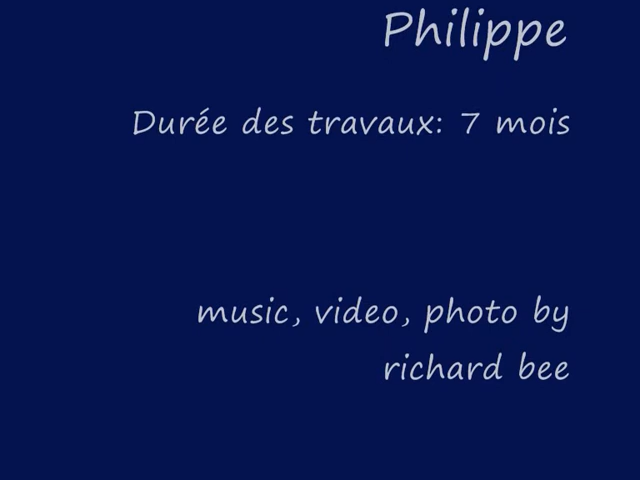 Philippe
Durée des travaux: 7 mois
music, video, photo by
richard bee